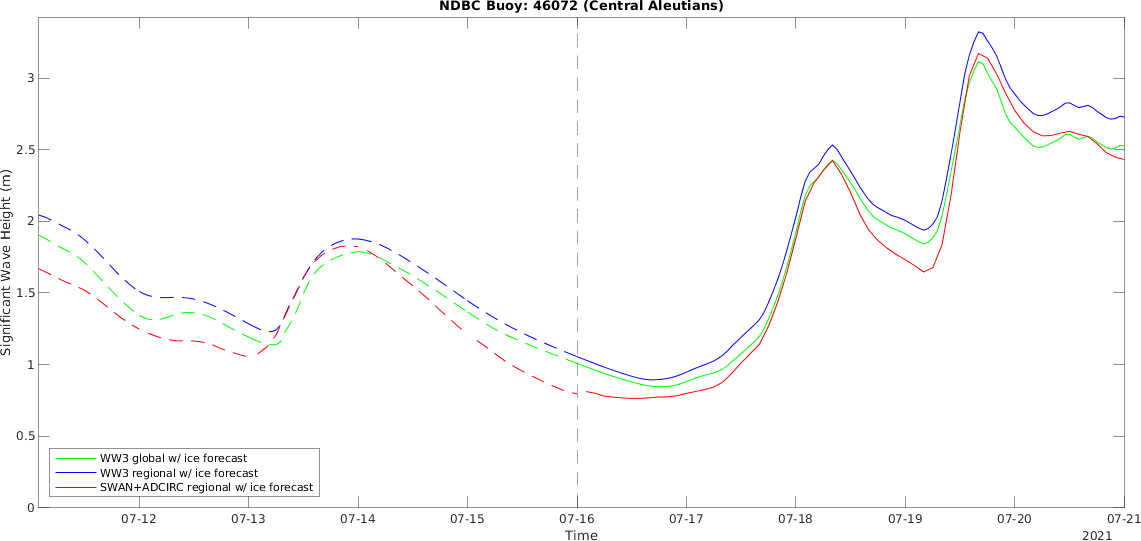 NDBC Buoy: 46072 (Central Aleutians)
Significant Wave Height (m)
3
2.5
2
1.5
1
0.5
0
WW3 global w/ ice forecast
WW3 regional w/ ice forecast
SWAN+ADCIRC regional w/ ice forecast
07-12 07-13 07-14 07-15 07-16 07-17 07-18 07-19 07-20 07-21
Time
2021